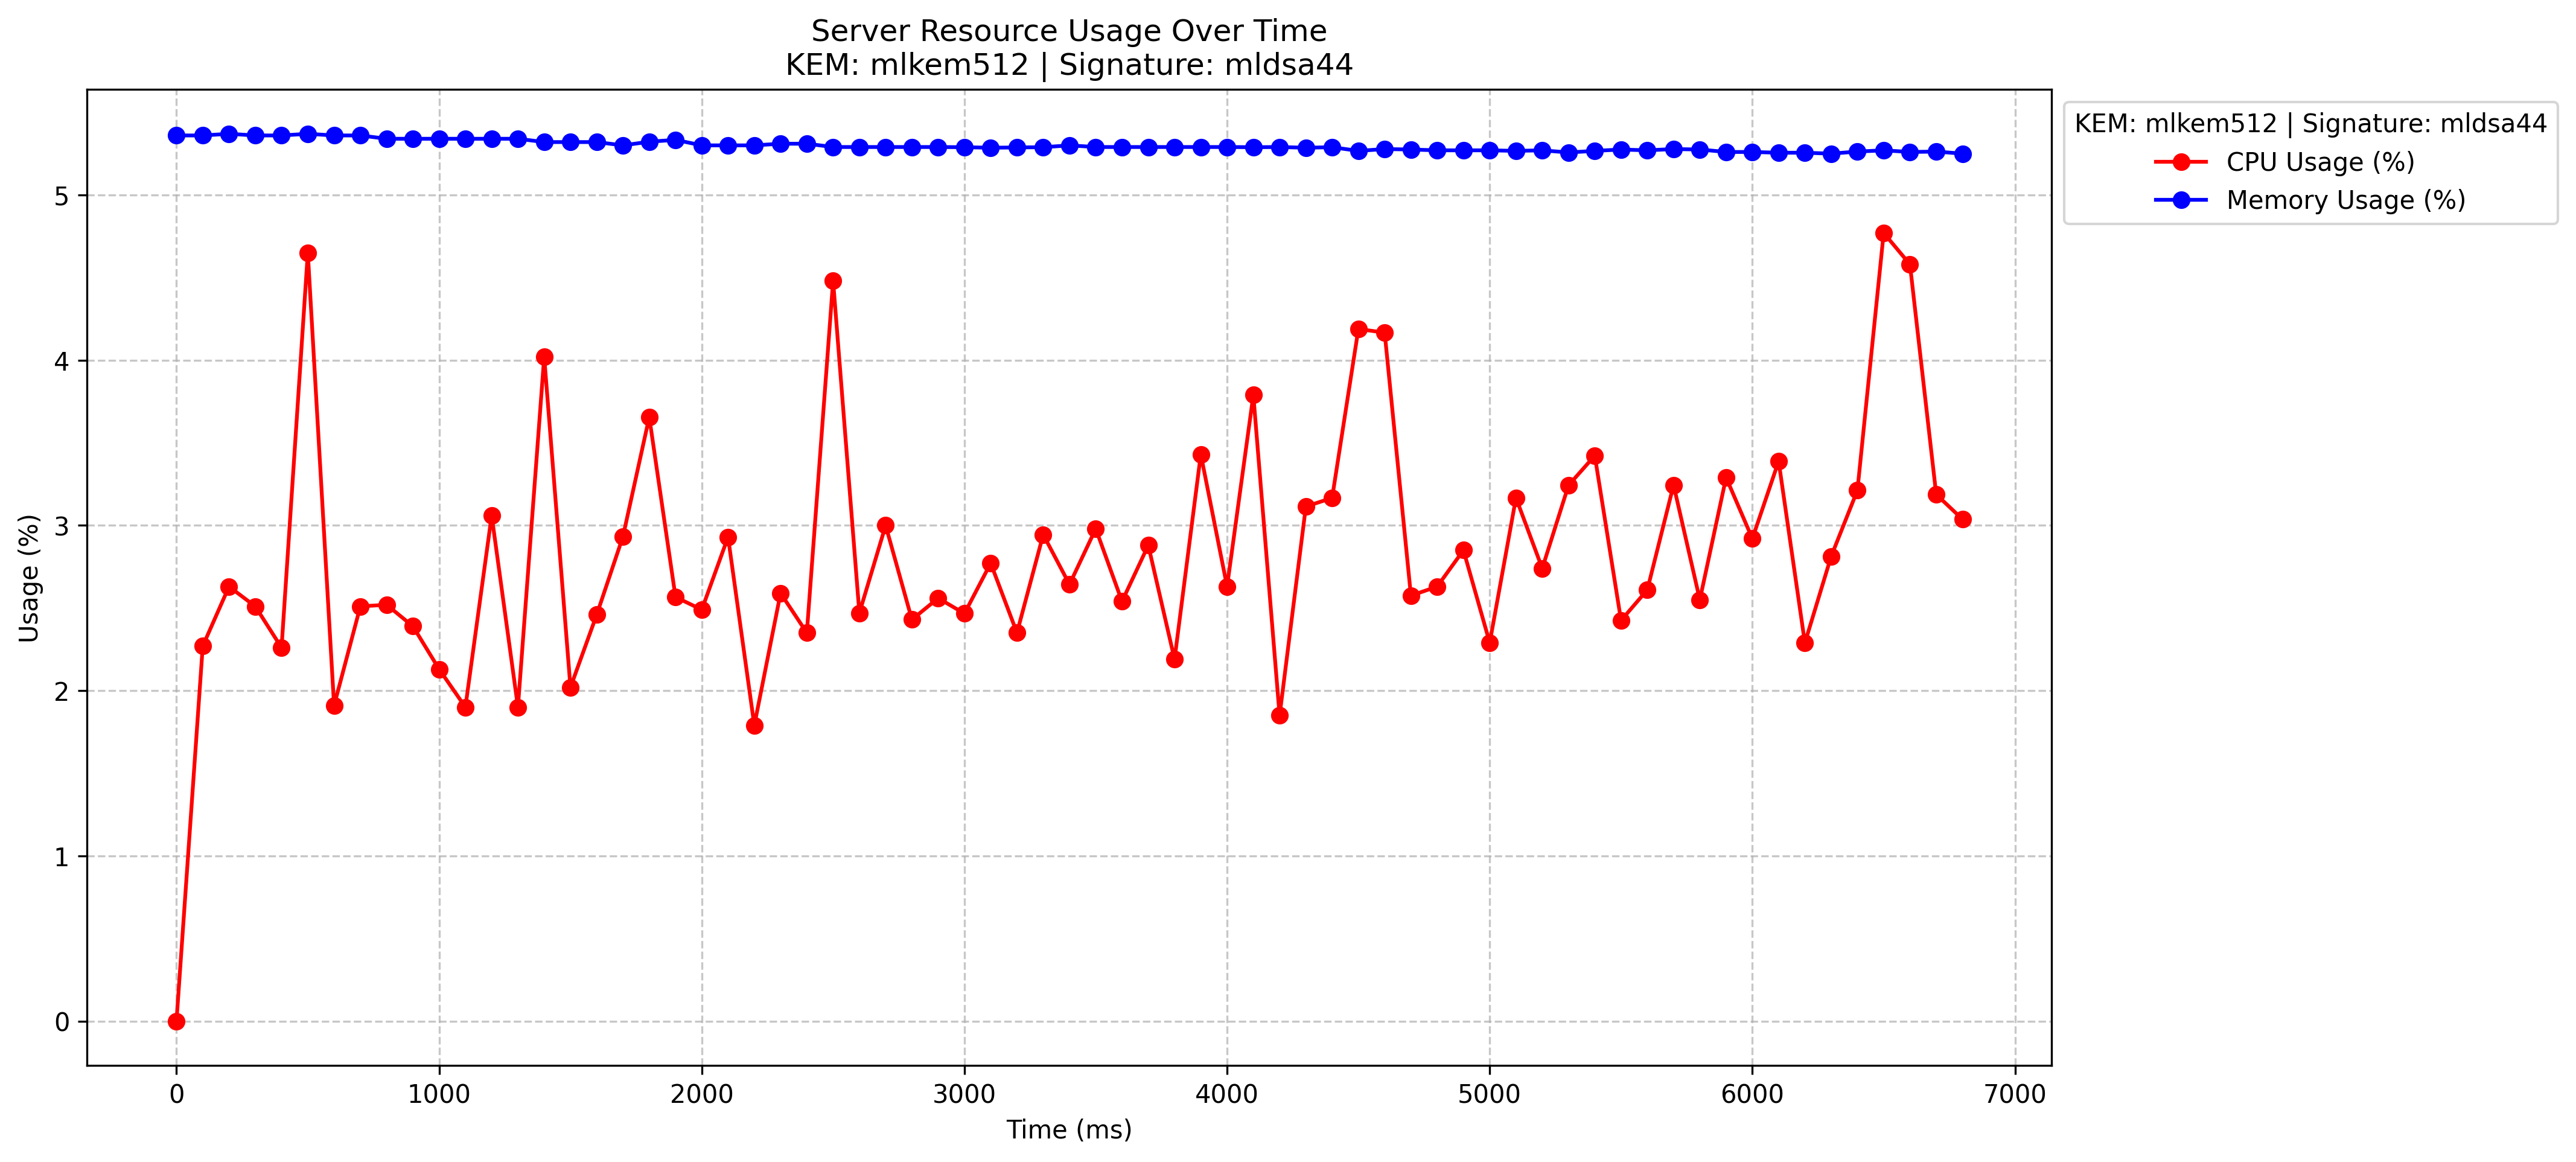 Server Resource Usage Over Time
KEM: mlkem512 | Signature: mldsa44
KEM: mlkem512 | Signature: mldsa44
CPU Usage (%)
Memory Usage (%)
Usage (%)
5
4
3
2
1
0
0 1000 2000 3000 4000 5000 6000 7000
Time (ms)